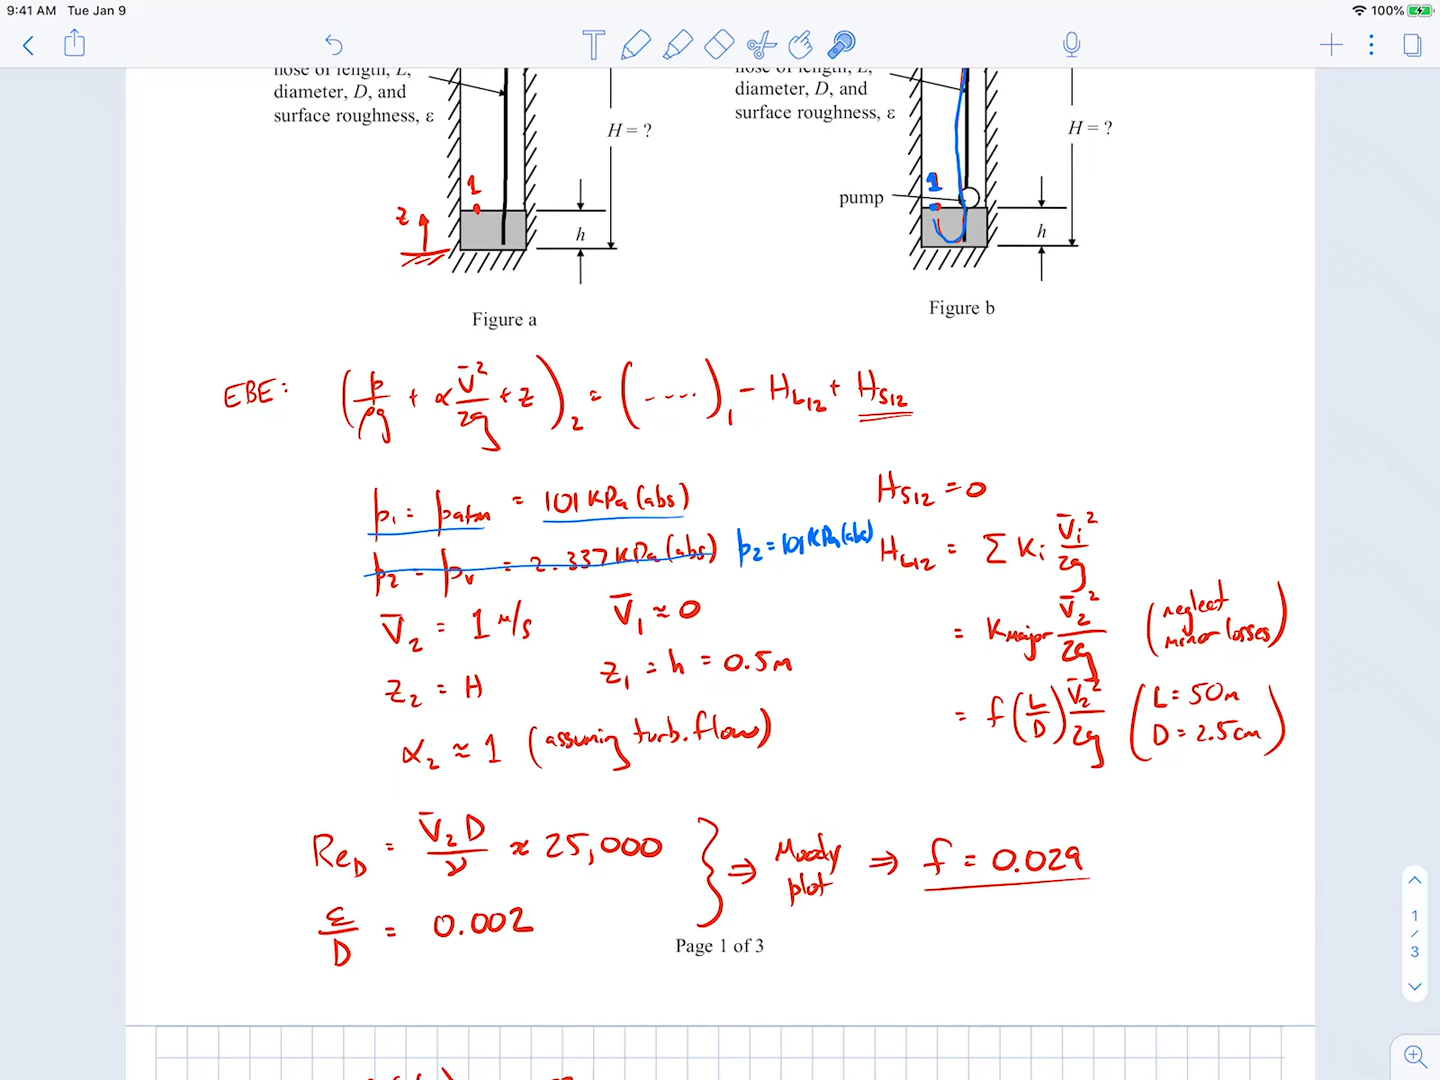 9:41 AM Tue Jan 9
100%
hose of length, L,
diameter, D, and
surface roughness, ε
H = ?
1
z
h
Figure a
hose of length, L,
diameter, D, and
surface roughness, ε
H = ?
1
pump
h
Figure b
EBE: (p/ρg + α V̄²/2g + z)₂ = (.....)₁ - H_L12 + H_S12
p₁ = p_atm = 101 kPa (abs)
p₂ = p_v = 2.337 kPa (abs) p₂ = 101 kPa (abs)
V̄₂ = 1 m/s V̄₁ ≈ 0
z₂ = H z₁ = h = 0.5 m
α₂ ≈ 1 (assuming turb. flow)
H_S12 = 0
H_L12 = Σ Kᵢ V̄ᵢ²/2g
= K_major V̄₂²/2g (neglect minor losses)
= f (L/D) V̄₂²/2g (L = 50 m D = 2.5 cm)
Re_D = V̄₂D/ν ≈ 25,000
ε/D = 0.002
} ⇒ Moody plot ⇒ f = 0.029
Page 1 of 3
1
/
3